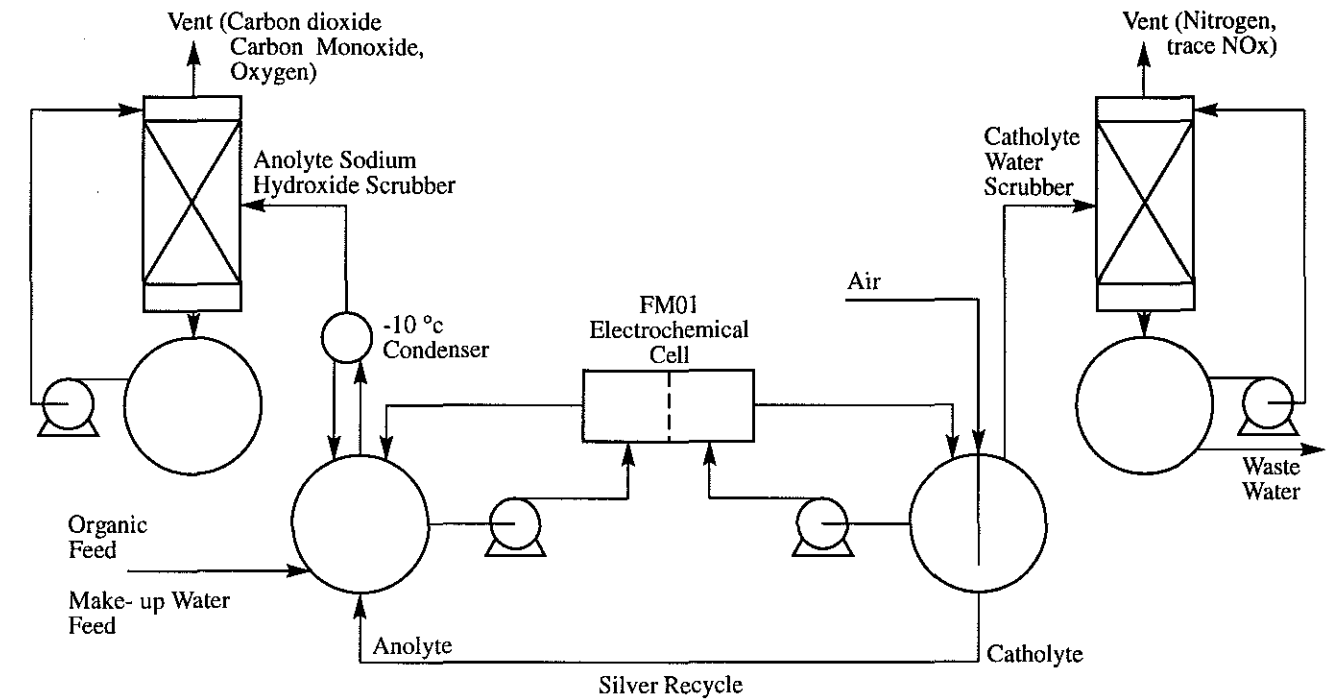 Vent (Carbon dioxide
Carbon Monoxide,
Oxygen)
Vent (Nitrogen,
trace NOx)
Anolyte Sodium
Hydroxide Scrubber
Catholyte
Water
Scrubber
Air
FM01
Electrochemical
Cell
-10 °c
Condenser
Waste
Water
Organic
Feed
Make- up Water
Feed
Anolyte
Catholyte
Silver Recycle